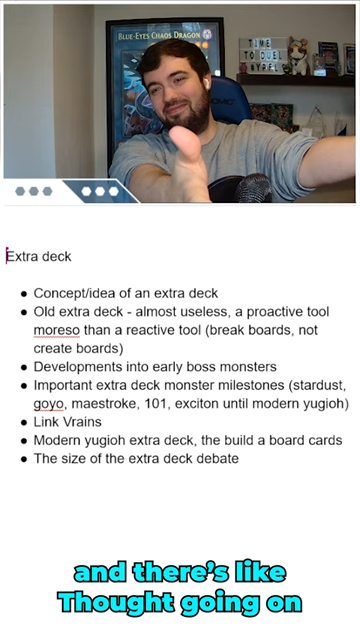 BLUE-EYES CHAOS DRAGON
TIME
TO DUEL
Extra deck
● Concept/idea of an extra deck
● Old extra deck - almost useless, a proactive tool
moreso than a reactive tool (break boards, not
create boards)
● Developments into early boss monsters
● Important extra deck monster milestones (stardust,
goyo, maestroke, 101, exciton until modern yugioh)
● Link Vrains
● Modern yugioh extra deck, the build a board cards
● The size of the extra deck debate
and there's like
Thought going on